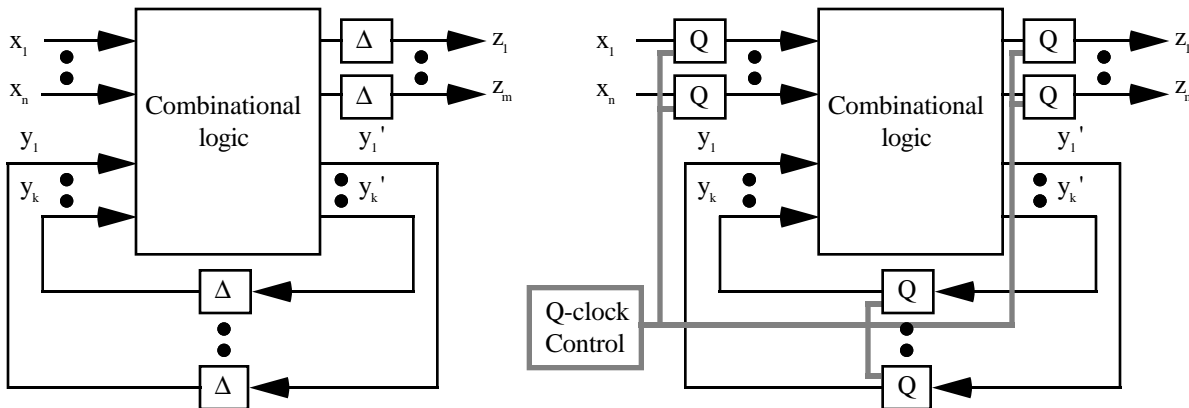 x₁
xₙ
Combinational
logic
y₁
yₖ
Δ
Δ
z₁
zₘ
y₁'
yₖ'
Δ
Δ
x₁
xₙ
Q
Q
Combinational
logic
y₁
yₖ
Q
Q
z₁
y₁'
yₖ'
Q-clock
Control
Q
Q